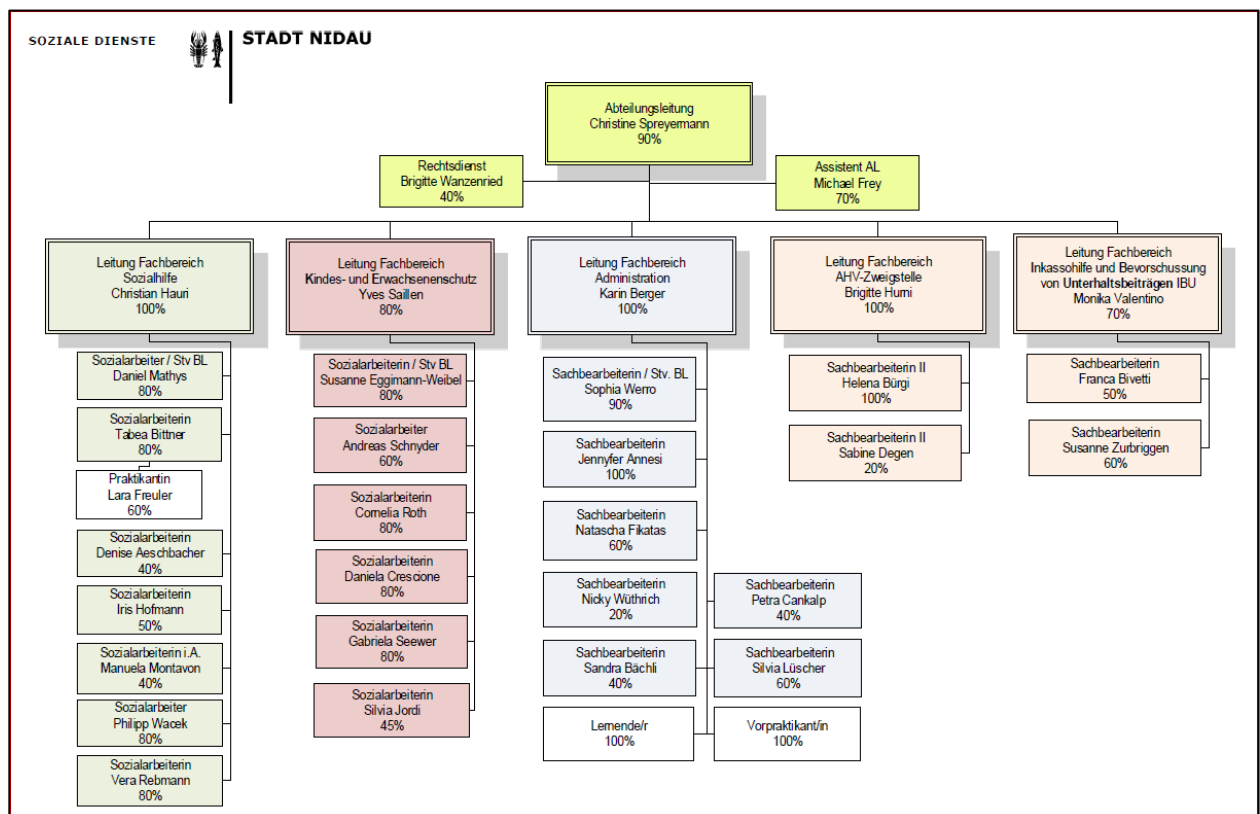 SOZIALE DIENSTE
STADT NIDAU
Abteilungsleitung
Christine Spreyermann
90%
Rechtsdienst
Brigitte Wanzenried
40%
Assistent AL
Michael Frey
70%
Leitung Fachbereich
Sozialhilfe
Christian Hauri
100%
Leitung Fachbereich
Kindes- und Erwachsenenschutz
Yves Saillen
80%
Leitung Fachbereich
Administration
Karin Berger
100%
Leitung Fachbereich
AHV-Zweigstelle
Brigitte Hurni
100%
Leitung Fachbereich
Inkassohilfe und Bevorschussung
von Unterhaltsbeiträgen IBU
Monika Valentino
70%
Sozialarbeiter / Stv BL
Daniel Mathys
80%
Sozialarbeiterin
Tabea Bittner
80%
Praktikantin
Lara Freuler
60%
Sozialarbeiterin
Denise Aeschbacher
40%
Sozialarbeiterin
Iris Hofmann
50%
Sozialarbeiterin i.A.
Manuela Montavon
40%
Sozialarbeiter
Philipp Wacek
80%
Sozialarbeiterin
Vera Rebmann
80%
Sozialarbeiterin / Stv BL
Susanne Eggimann-Weibel
80%
Sozialarbeiter
Andreas Schnyder
60%
Sozialarbeiterin
Cornelia Roth
80%
Sozialarbeiterin
Daniela Crescione
80%
Sozialarbeiterin
Gabriela Seewer
80%
Sozialarbeiterin
Silvia Jordi
45%
Sachbearbeiterin / Stv. BL
Sophia Werro
90%
Sachbearbeiterin
Jennyfer Annesi
100%
Sachbearbeiterin
Natascha Fikatas
60%
Sachbearbeiterin
Nicky Wüthrich
20%
Sachbearbeiterin
Petra Cankalp
40%
Sachbearbeiterin
Sandra Bächli
40%
Sachbearbeiterin
Silvia Lüscher
60%
Lernende/r
100%
Vorpraktikant/in
100%
Sachbearbeiterin II
Helena Bürgi
100%
Sachbearbeiterin II
Sabine Degen
20%
Sachbearbeiterin
Franca Bivetti
50%
Sachbearbeiterin
Susanne Zurbriggen
60%